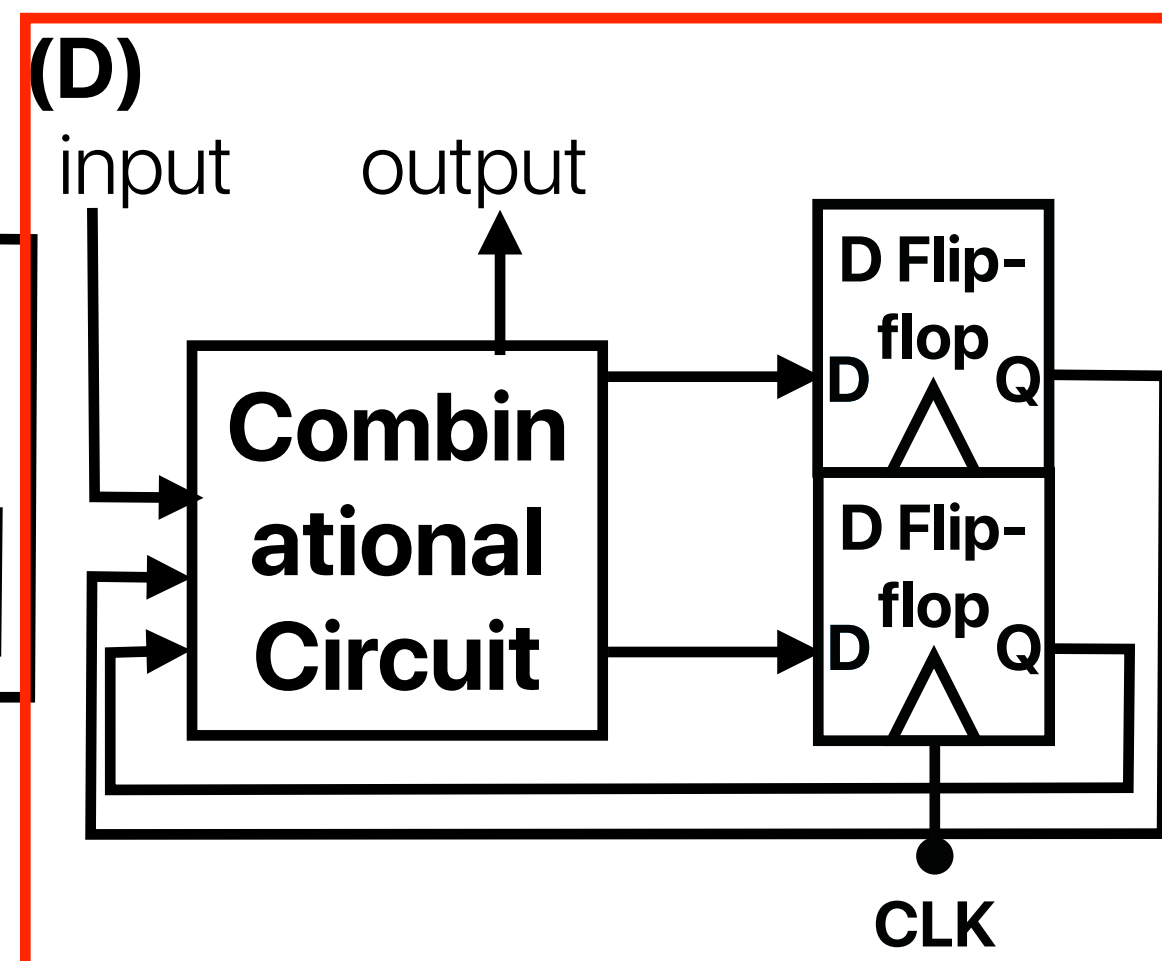 (D)
input
output
Combin
ational
Circuit
D Flip-
flop
D
Q
D Flip-
flop
D
Q
CLK